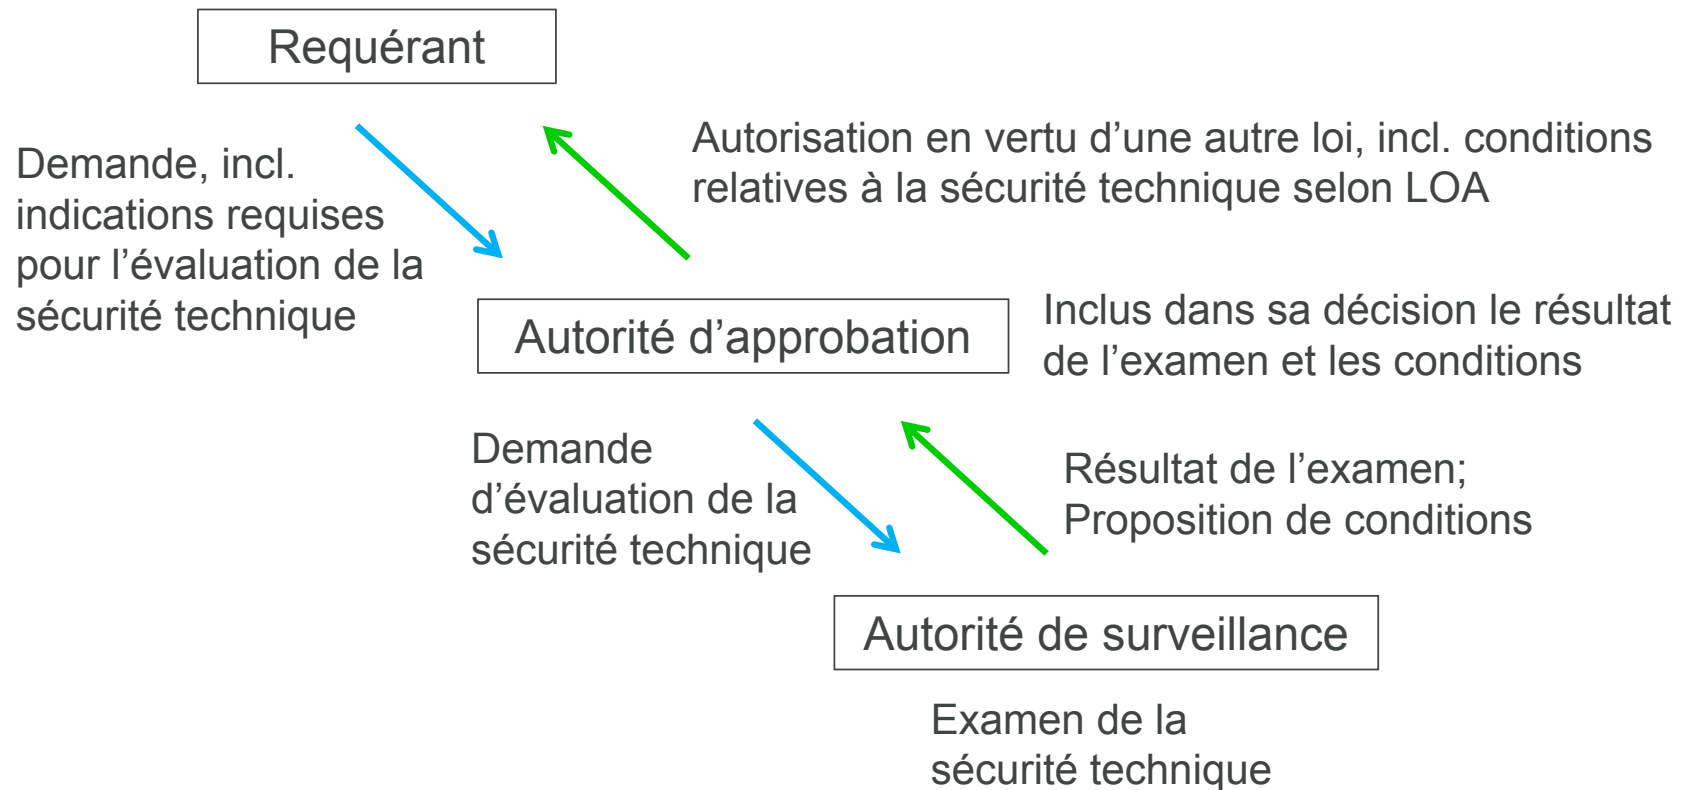 Requérant
Demande, incl.
indications requises
pour l’évaluation de la
sécurité technique
Autorisation en vertu d’une autre loi, incl. conditions
relatives à la sécurité technique selon LOA
Autorité d’approbation
Inclus dans sa décision le résultat
de l’examen et les conditions
Demande
d’évaluation de la
sécurité technique
Résultat de l’examen;
Proposition de conditions
Autorité de surveillance
Examen de la
sécurité technique